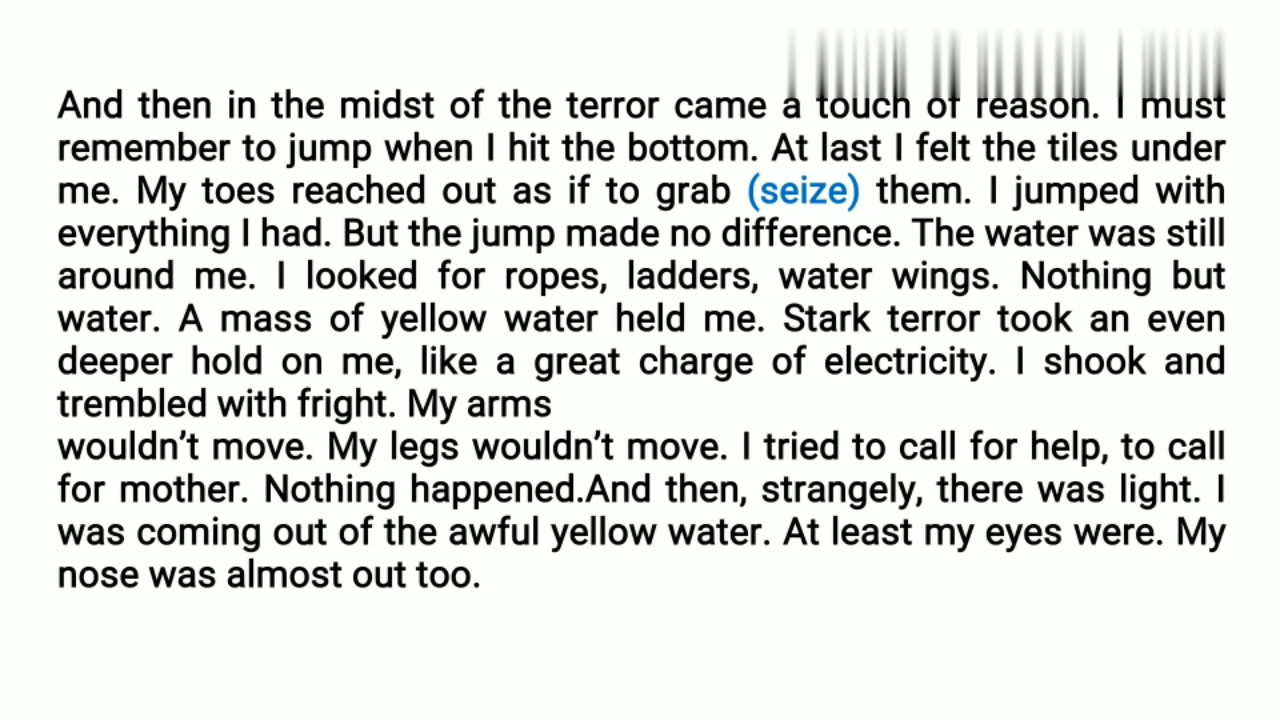 And then in the midst of the terror came a touch of reason. I must
remember to jump when I hit the bottom. At last I felt the tiles under
me. My toes reached out as if to grab (seize) them. I jumped with
everything I had. But the jump made no difference. The water was still
around me. I looked for ropes, ladders, water wings. Nothing but
water. A mass of yellow water held me. Stark terror took an even
deeper hold on me, like a great charge of electricity. I shook and
trembled with fright. My arms
wouldn’t move. My legs wouldn’t move. I tried to call for help, to call
for mother. Nothing happened.And then, strangely, there was light. I
was coming out of the awful yellow water. At least my eyes were. My
nose was almost out too.